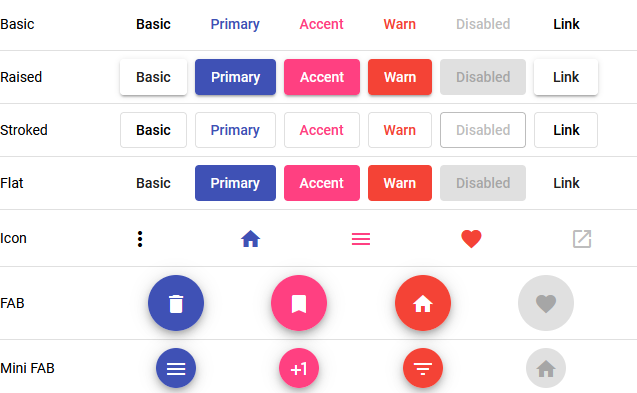 Basic Basic Primary Accent Warn Disabled Link
Raised Basic Primary Accent Warn Disabled Link
Stroked Basic Primary Accent Warn Disabled Link
Flat Basic Primary Accent Warn Disabled Link
Icon
FAB
Mini FAB +1